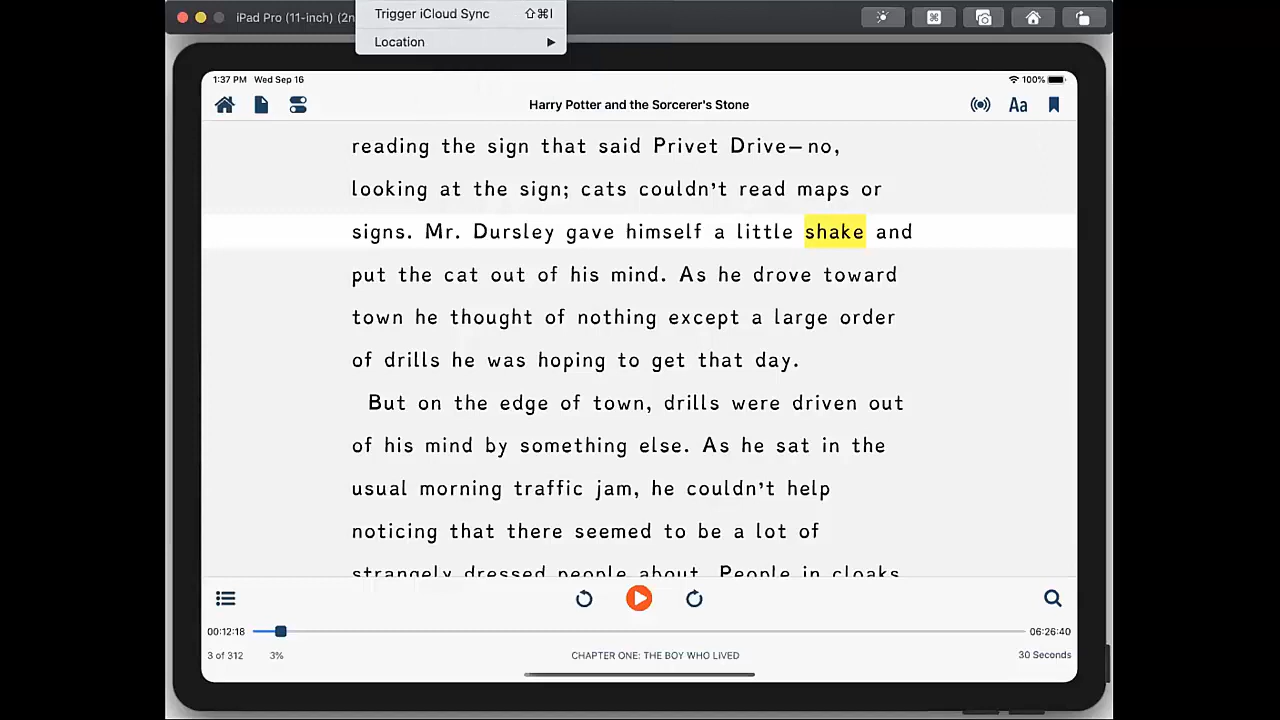 iPad Pro (11-inch) (2n
Trigger iCloud Sync ⇧⌘I
Location
1:37 PM Wed Sep 16
100%
Harry Potter and the Sorcerer's Stone
Aa
reading the sign that said Privet Drive—no,
looking at the sign; cats couldn't read maps or
signs. Mr. Dursley gave himself a little shake and
put the cat out of his mind. As he drove toward
town he thought of nothing except a large order
of drills he was hoping to get that day.
But on the edge of town, drills were driven out
of his mind by something else. As he sat in the
usual morning traffic jam, he couldn't help
noticing that there seemed to be a lot of
strangely dressed people about. People in cloaks
00:12:18
06:26:40
3 of 312 3%
CHAPTER ONE: THE BOY WHO LIVED
30 Seconds